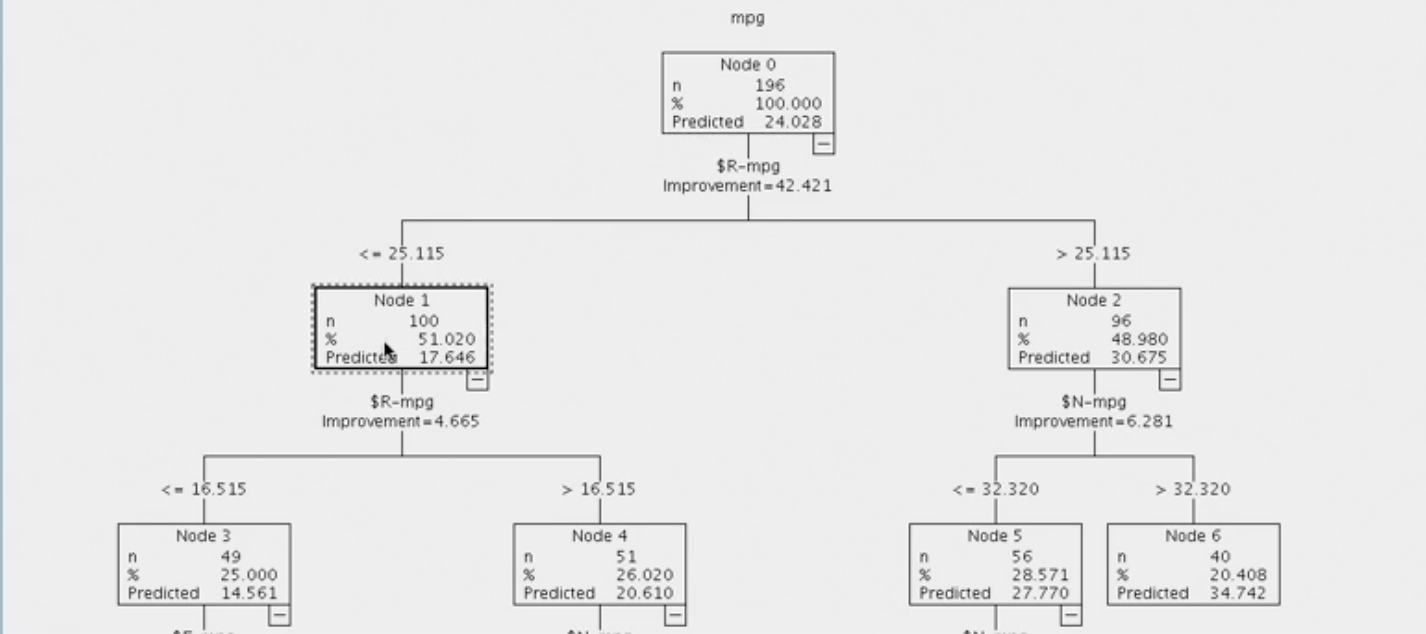 mpg
Node 0
n 196
% 100.000
Predicted 24.028
$R-mpg
Improvement=42.421
<= 25.115
> 25.115
Node 1
n 100
% 51.020
Predicted 17.646
Node 2
n 96
% 48.980
Predicted 30.675
$R-mpg
Improvement=4.665
$N-mpg
Improvement=6.281
<= 16.515
> 16.515
<= 32.320
> 32.320
Node 3
n 49
% 25.000
Predicted 14.561
Node 4
n 51
% 26.020
Predicted 20.610
Node 5
n 56
% 28.571
Predicted 27.770
Node 6
n 40
% 20.408
Predicted 34.742